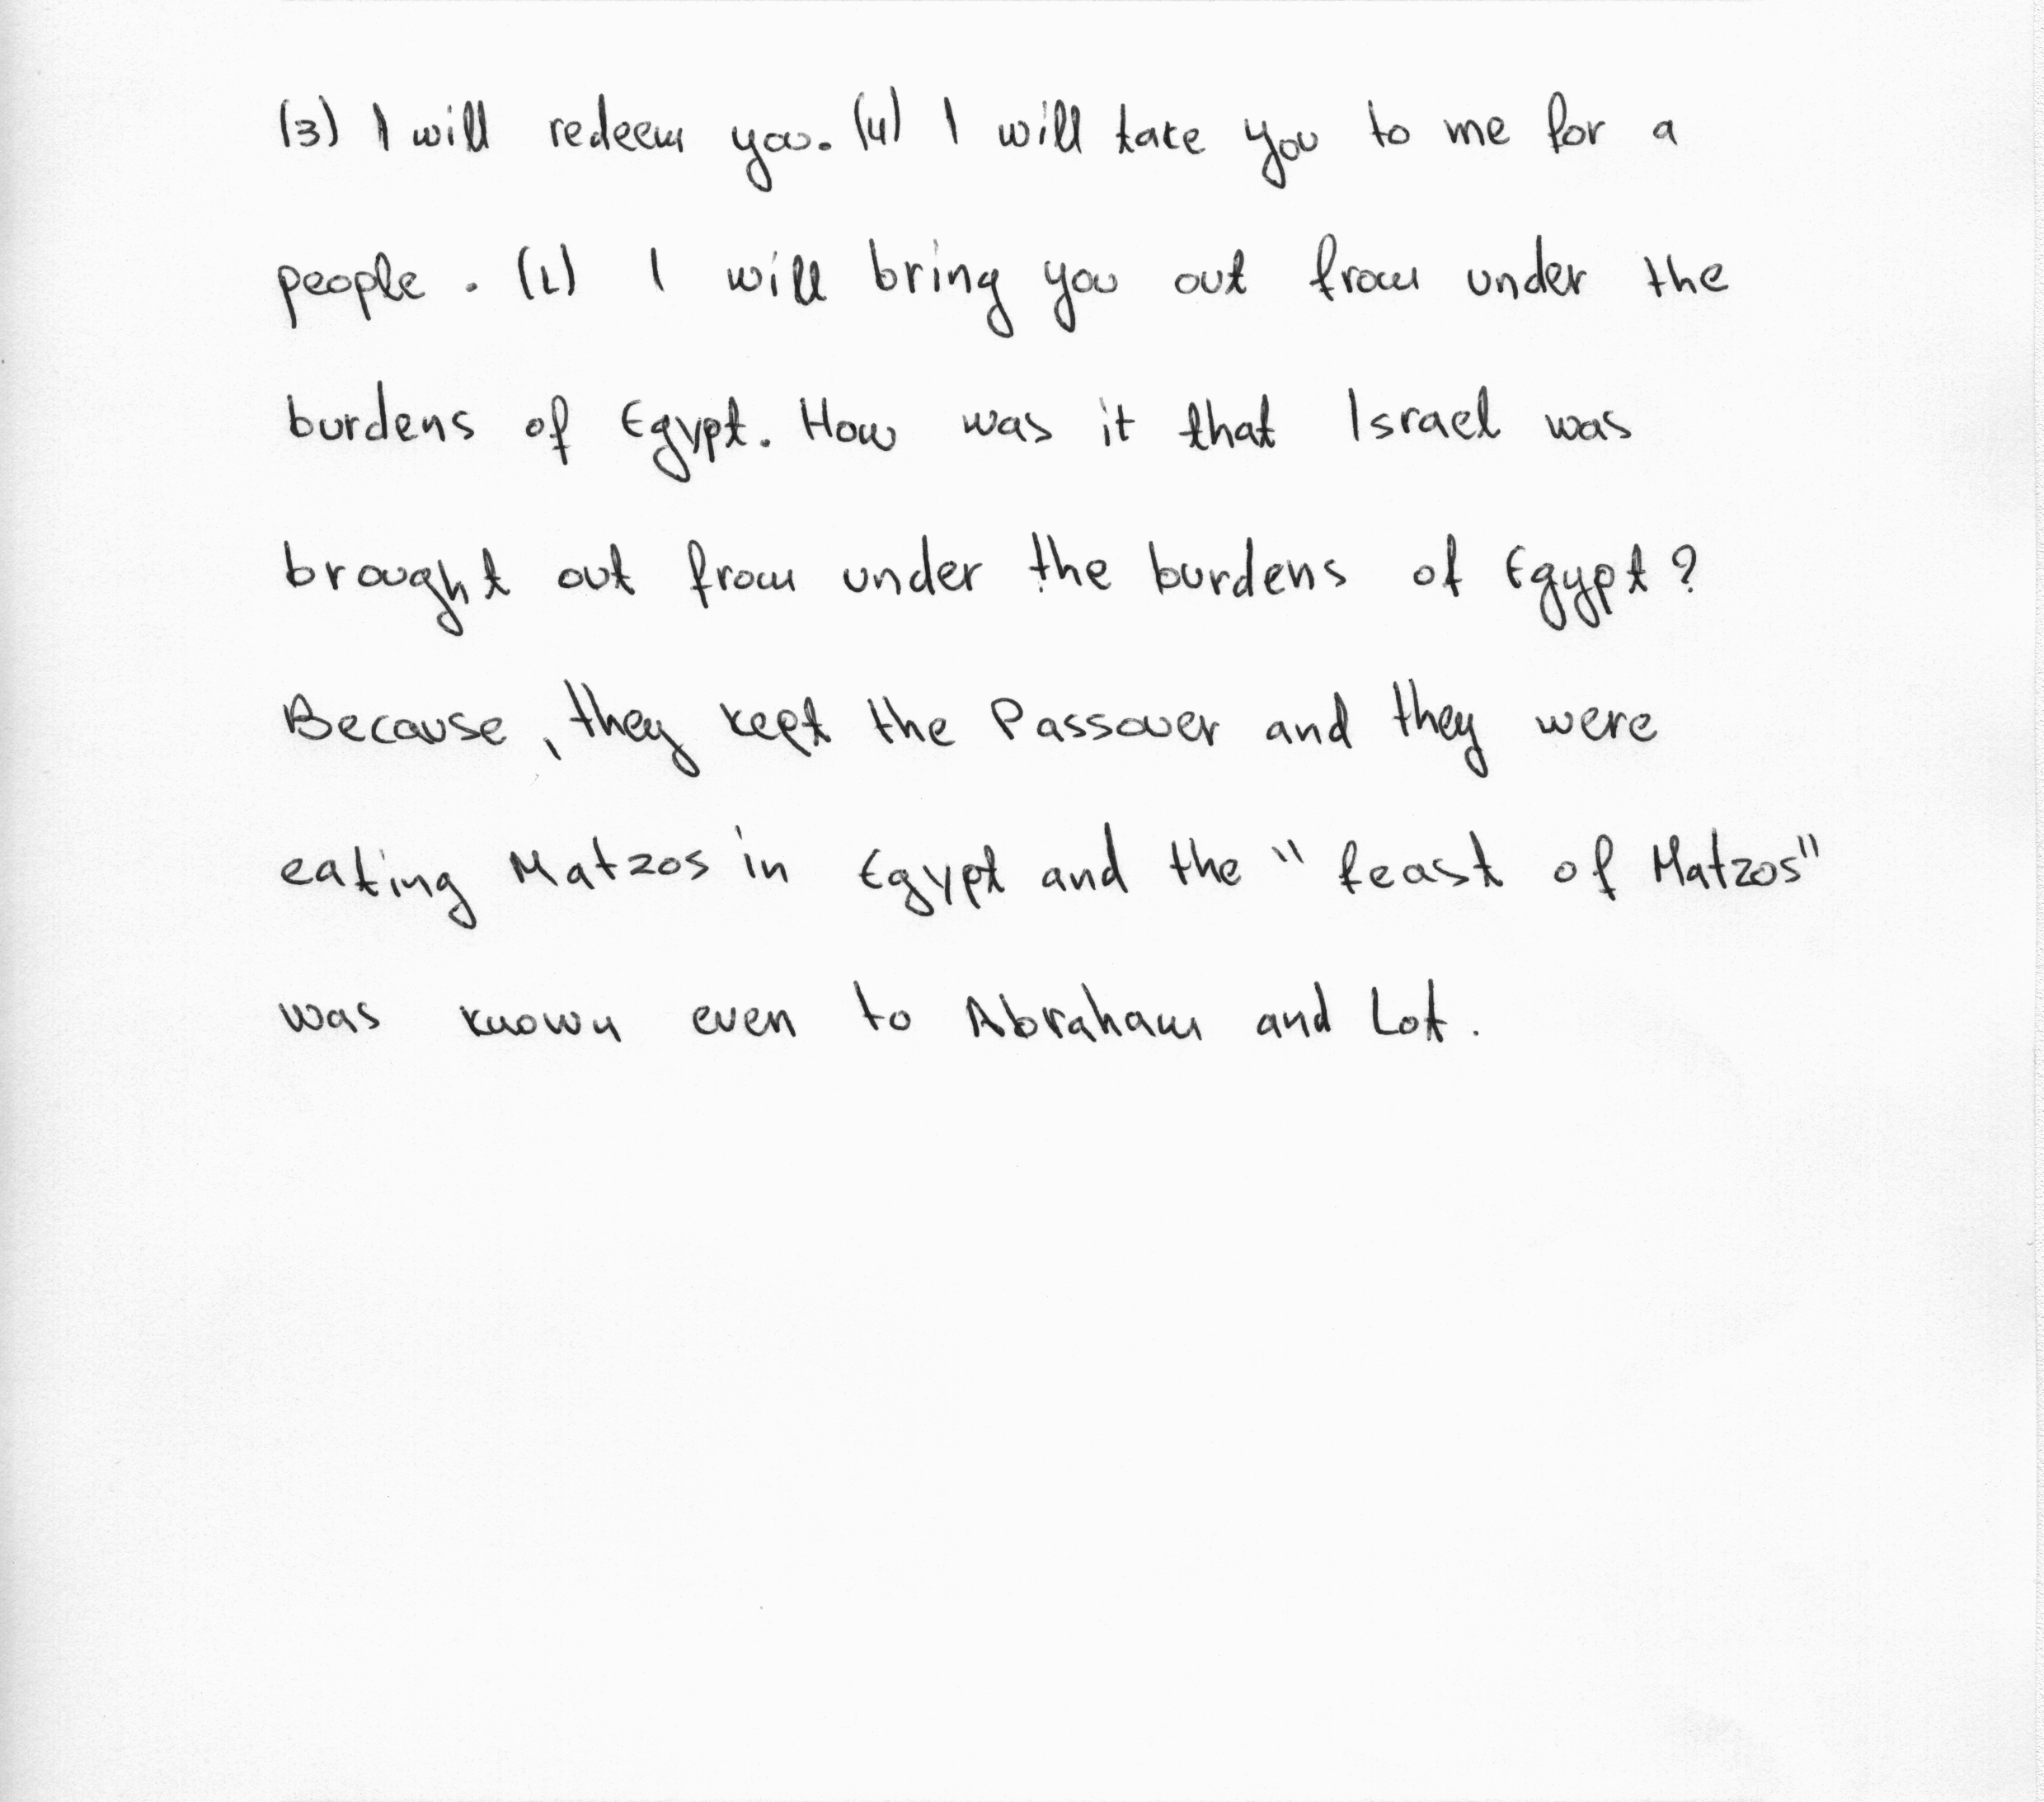 (3) I will redeem you. (4) I will take you to me for a
people. (1) I will bring you out from under the
burdens of Egypt. How was it that Israel was
brought out from under the burdens of Egypt?
Because, they kept the Passover and they were
eating Matzos in Egypt and the "feast of Matzos"
was known even to Abraham and Lot.